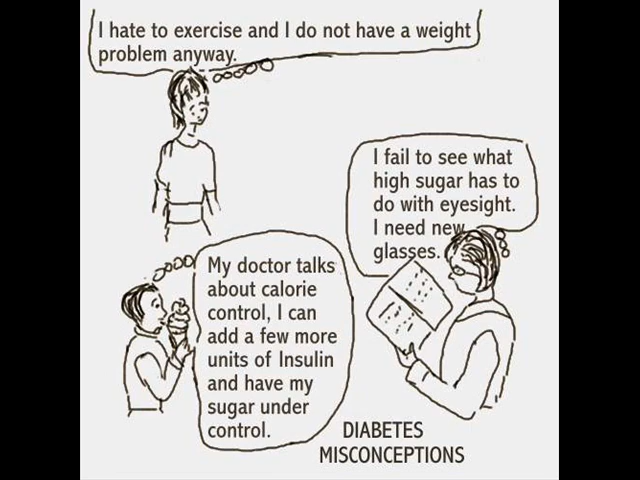 I hate to exercise and I do not have a weight
problem anyway.
I fail to see what
high sugar has to
do with eyesight.
I need new
glasses.
My doctor talks
about calorie
control, I can
add a few more
units of Insulin
and have my
sugar under
control.
DIABETES
MISCONCEPTIONS